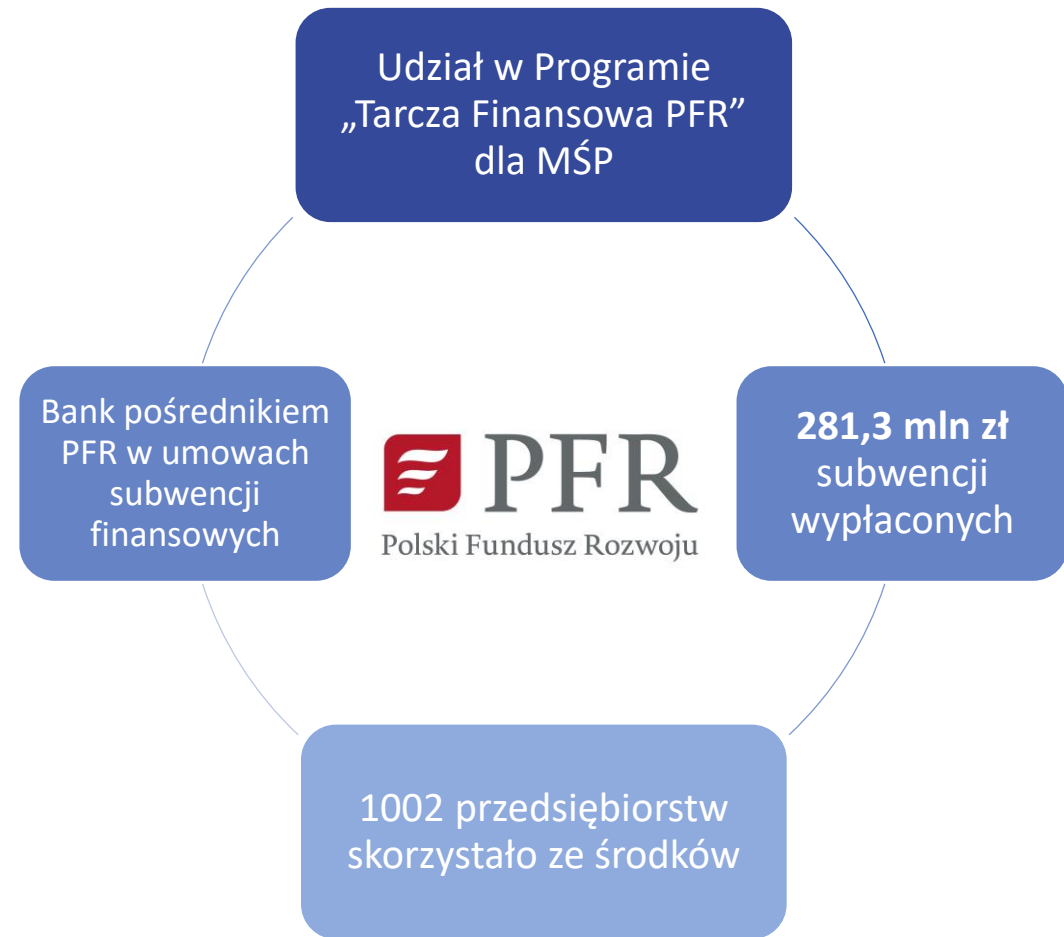 Udział w Programie
„Tarcza Finansowa PFR”
dla MŚP
Bank pośrednikiem
PFR w umowach
subwencji
finansowych
PFR
Polski Fundusz Rozwoju
281,3 mln zł
subwencji
wypłaconych
1002 przedsiębiorstw
skorzystało ze środków